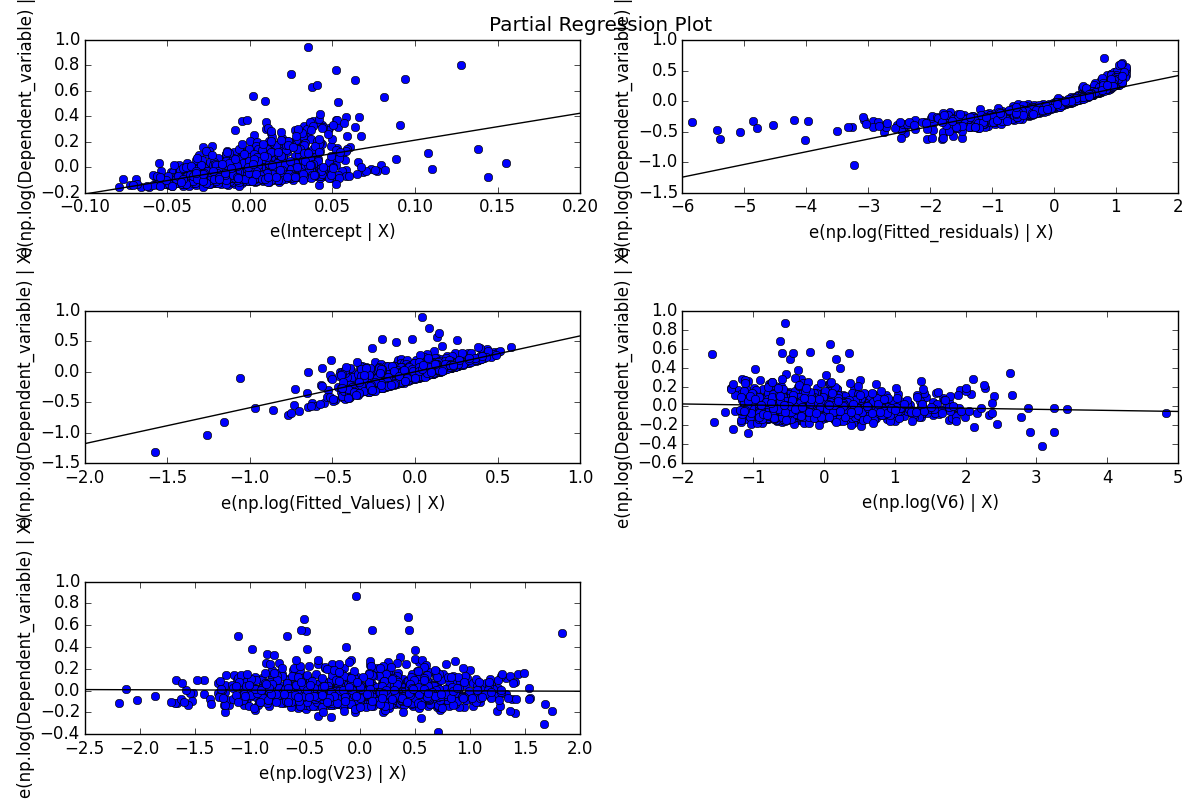 Partial Regression Plot
e(np.log(Dependent_variable) | X)
1.0
0.8
0.6
0.4
0.2
0.0
−0.2
−0.10 −0.05 0.00 0.05 0.10 0.15 0.20
e(Intercept | X)
e(np.log(Dependent_variable) | X)
1.0
0.5
0.0
−0.5
−1.0
−1.5
−6 −5 −4 −3 −2 −1 0 1 2
e(np.log(Fitted_residuals) | X)
e(np.log(Dependent_variable) | X)
1.0
0.5
0.0
−0.5
−1.0
−1.5
−2.0 −1.5 −1.0 −0.5 0.0 0.5 1.0
e(np.log(Fitted_Values) | X)
e(np.log(Dependent_variable) | X)
1.0
0.8
0.6
0.4
0.2
0.0
−0.2
−0.4
−0.6
−2 −1 0 1 2 3 4 5
e(np.log(V6) | X)
e(np.log(Dependent_variable) | X)
1.0
0.8
0.6
0.4
0.2
0.0
−0.2
−0.4
−2.5 −2.0 −1.5 −1.0 −0.5 0.0 0.5 1.0 1.5 2.0
e(np.log(V23) | X)